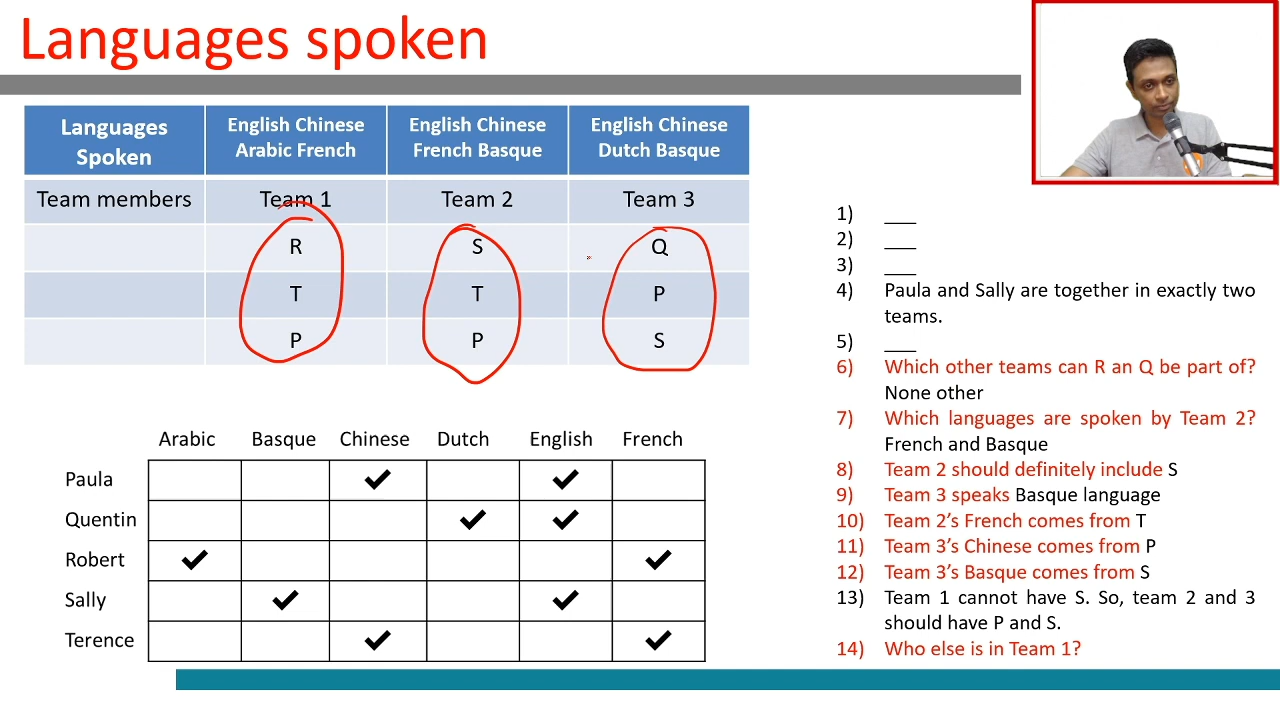 Languages spoken
Languages Spoken | English Chinese Arabic French | English Chinese French Basque | English Chinese Dutch Basque
Team members | Team 1 | Team 2 | Team 3
R | S | Q
T | T | P
P | P | S
Arabic Basque Chinese Dutch English French
Paula ✔ ✔
Quentin ✔ ✔
Robert ✔ ✔
Sally ✔ ✔
Terence ✔ ✔
1) ___
2) ___
3) ___
4) Paula and Sally are together in exactly two
teams.
5) ___
6) Which other teams can R an Q be part of?
None other
7) Which languages are spoken by Team 2?
French and Basque
8) Team 2 should definitely include S
9) Team 3 speaks Basque language
10) Team 2’s French comes from T
11) Team 3’s Chinese comes from P
12) Team 3’s Basque comes from S
13) Team 1 cannot have S. So, team 2 and 3
should have P and S.
14) Who else is in Team 1?